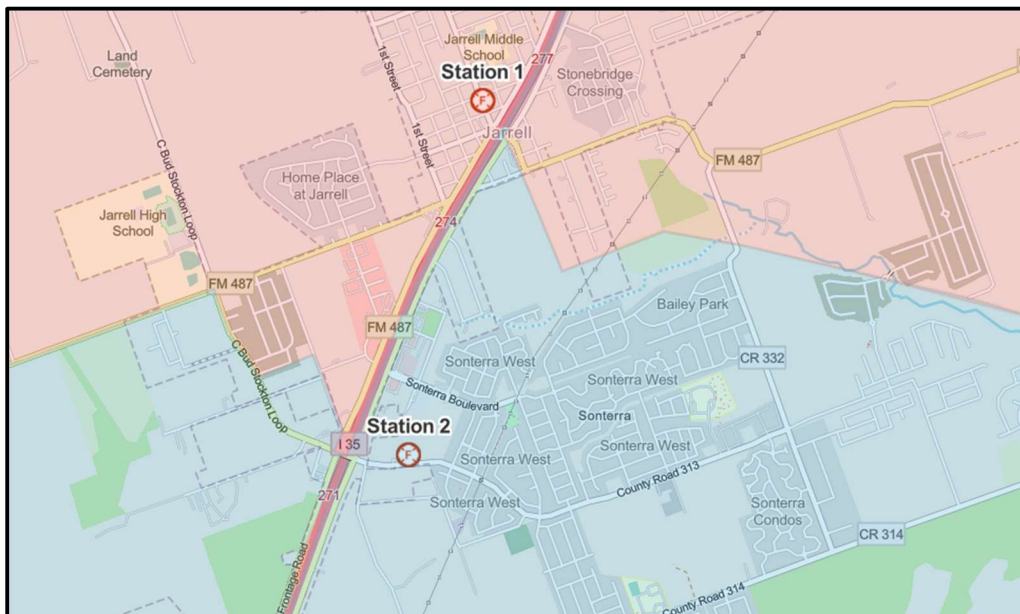 Land
Cemetery
1st Street
Jarrell Middle
School
277
Station 1
F
Stonebridge
Crossing
1st Street
Jarrell
C Bud Stockton Loop
Home Place
at Jarrell
FM 487
Jarrell High
School
274
FM 487
FM 487
Bailey Park
C Bud Stockton Loop
Sonterra West
CR 332
Sonterra Boulevard
Sonterra West
Sonterra
Station 2
F
I 35
Sonterra West
Sonterra West
County Road 313
271
Sonterra West
Sonterra
Condos
CR 314
Frontage Road
County Road 314